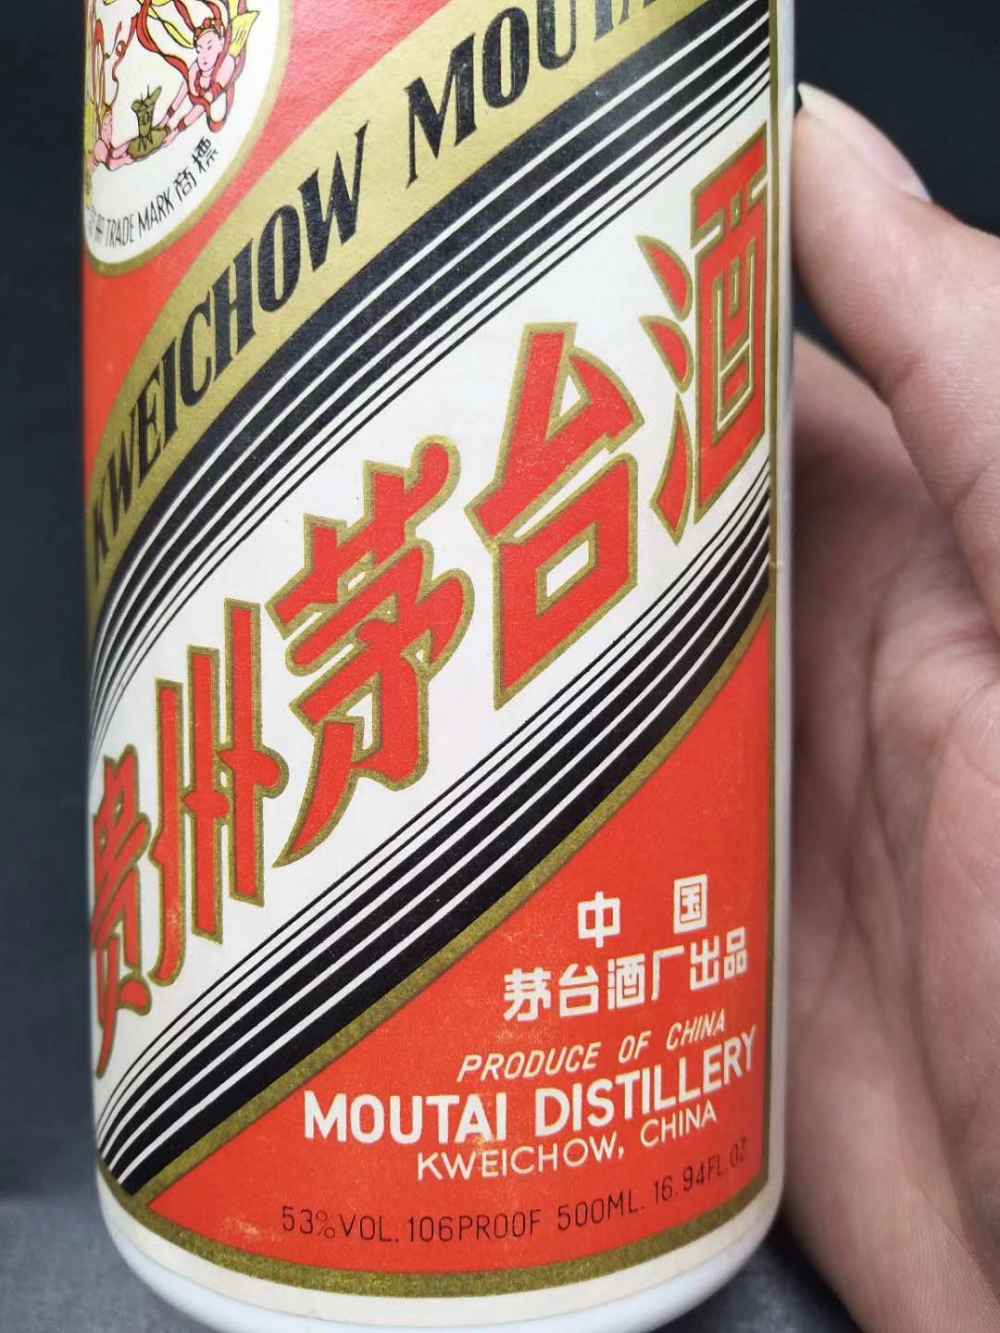 TRADE MARK 商標
KWEICHOW MOUTA
贵州茅台酒
中国
茅台酒厂出品
PRODUCE OF CHINA
MOUTAI DISTILLERY
KWEICHOW, CHINA
53%VOL. 106PROOF 500ML. 16.94FL.OZ